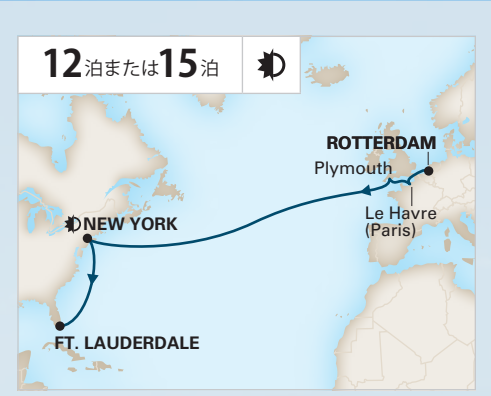 12泊または15泊
ROTTERDAM
Plymouth
Le Havre
(Paris)
NEW YORK
FT. LAUDERDALE